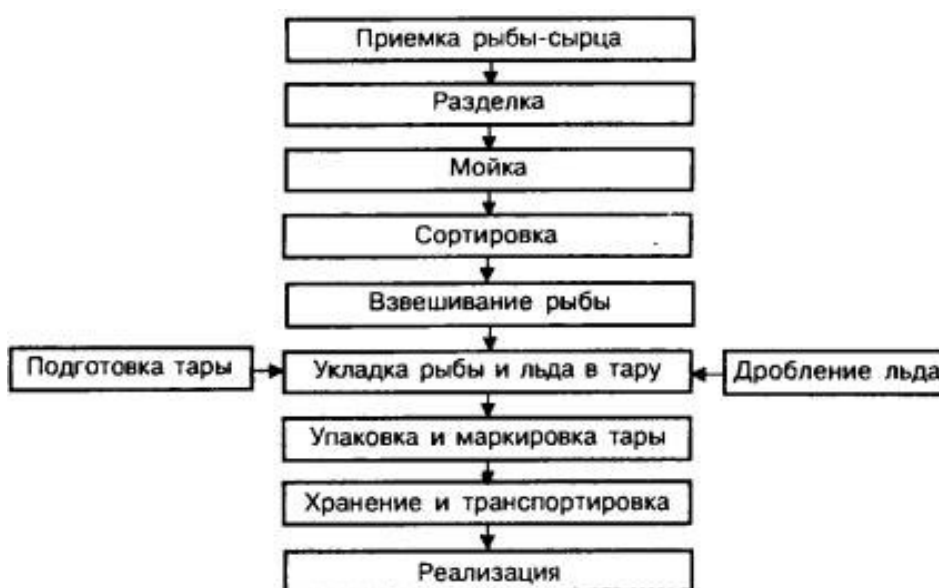 Приемка рыбы-сырца
Разделка
Мойка
Сортировка
Взвешивание рыбы
Подготовка тары
Укладка рыбы и льда в тару
Дробление льда
Упаковка и маркировка тары
Хранение и транспортировка
Реализация